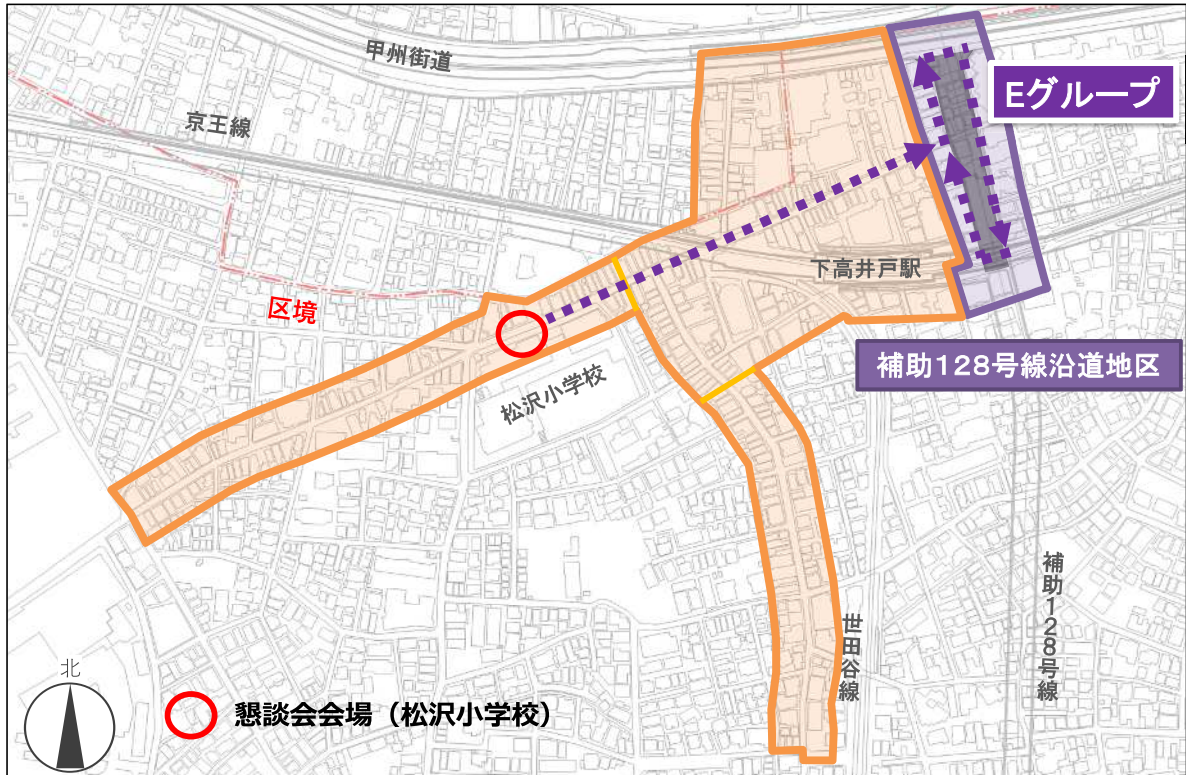 甲州街道
Eグループ
京王線
下高井戸駅
区境
補助128号線沿道地区
松沢小学校
補助128号線
世田谷線
北
懇談会会場（松沢小学校）